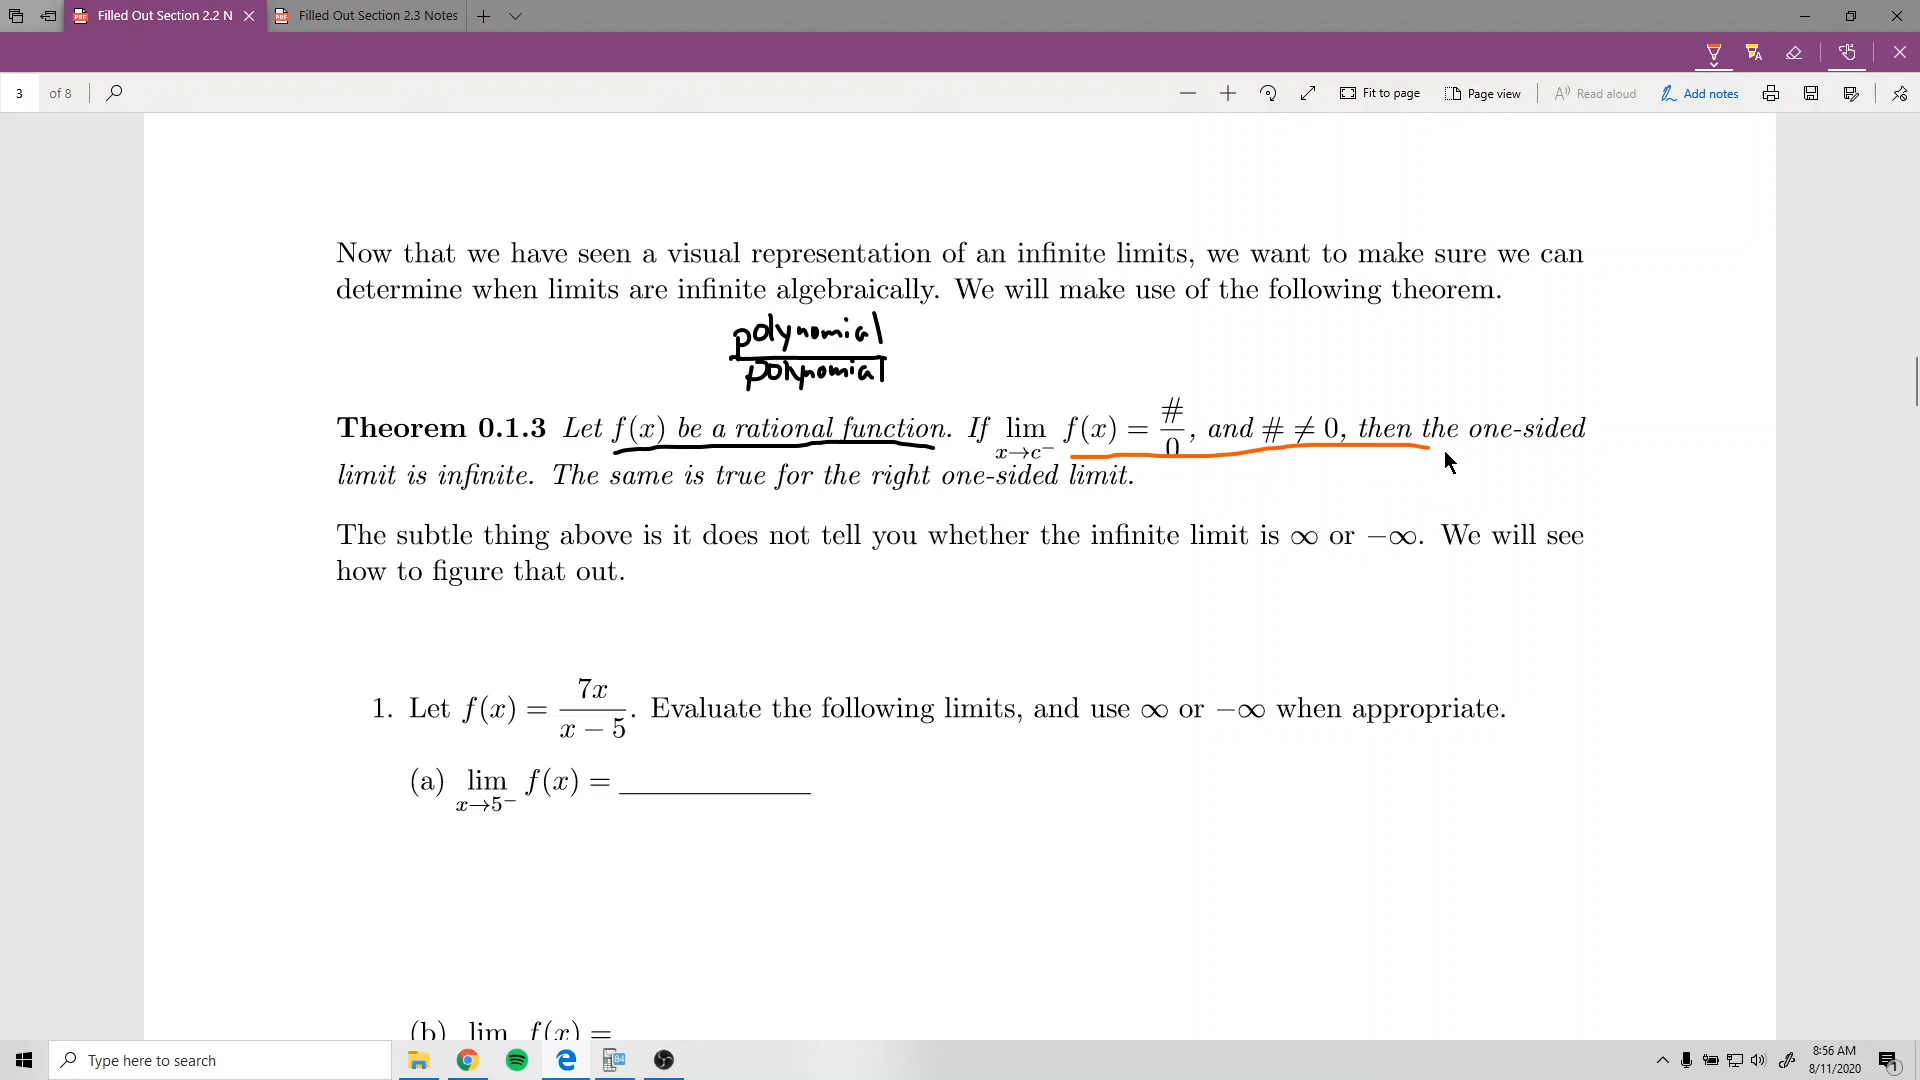 Filled Out Section 2.2 N
Filled Out Section 2.3 Notes
3 of 8
Fit to page
Page view
Read aloud
Add notes
Now that we have seen a visual representation of an infinite limits, we want to make sure we can
determine when limits are infinite algebraically. We will make use of the following theorem.
polynomial
polynomial
Theorem 0.1.3 Let f(x) be a rational function. If lim_{x→c⁻} f(x) = #/0, and # ≠ 0, then the one-sided
limit is infinite. The same is true for the right one-sided limit.
The subtle thing above is it does not tell you whether the infinite limit is ∞ or −∞. We will see
how to figure that out.
1. Let f(x) = 7x/(x − 5). Evaluate the following limits, and use ∞ or −∞ when appropriate.
(a) lim_{x→5⁻} f(x) = ____________
(b) lim f(x) =
Type here to search
84
8:56 AM
8/11/2020
1